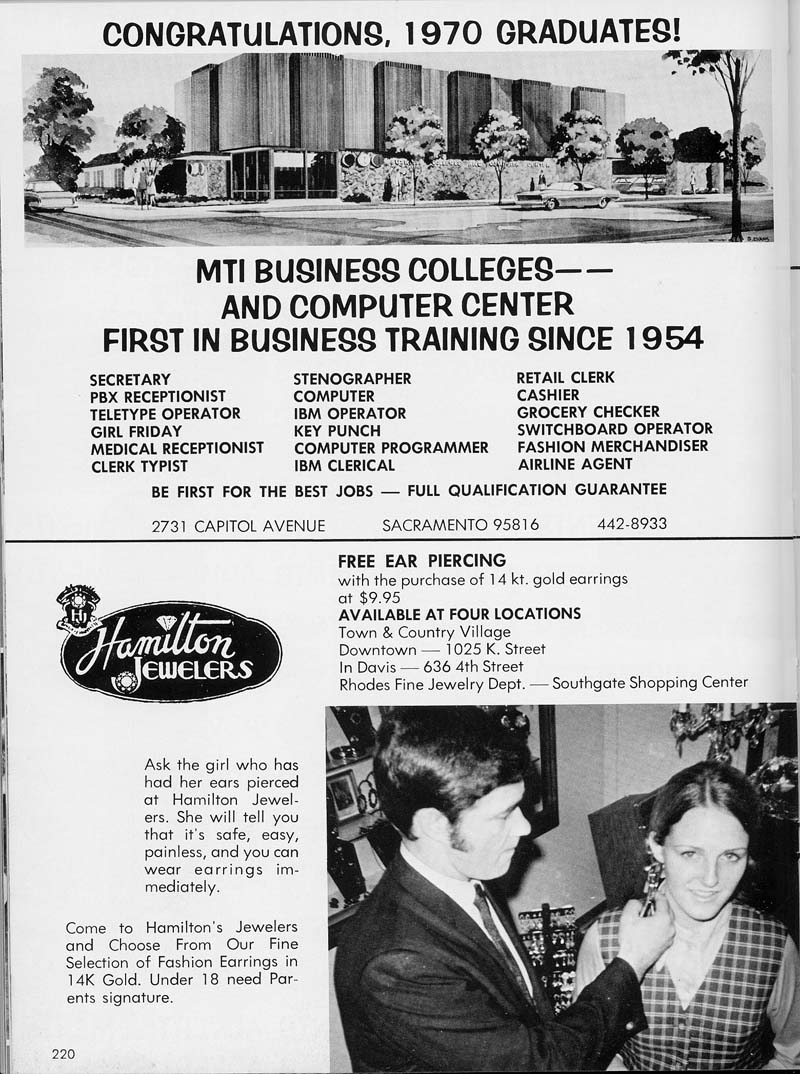 CONGRATULATIONS, 1970 GRADUATES!
MTI BUSINESS COLLEGES——
AND COMPUTER CENTER
FIRST IN BUSINESS TRAINING SINCE 1954
SECRETARY
PBX RECEPTIONIST
TELETYPE OPERATOR
GIRL FRIDAY
MEDICAL RECEPTIONIST
CLERK TYPIST
STENOGRAPHER
COMPUTER
IBM OPERATOR
KEY PUNCH
COMPUTER PROGRAMMER
IBM CLERICAL
RETAIL CLERK
CASHIER
GROCERY CHECKER
SWITCHBOARD OPERATOR
FASHION MERCHANDISER
AIRLINE AGENT
BE FIRST FOR THE BEST JOBS — FULL QUALIFICATION GUARANTEE
2731 CAPITOL AVENUE SACRAMENTO 95816 442-8933
HJ
Hamilton
JEWELERS
FREE EAR PIERCING
with the purchase of 14 kt. gold earrings
at $9.95
AVAILABLE AT FOUR LOCATIONS
Town & Country Village
Downtown — 1025 K. Street
In Davis — 636 4th Street
Rhodes Fine Jewelry Dept. — Southgate Shopping Center
Ask the girl who has
had her ears pierced
at Hamilton Jewel-
ers. She will tell you
that it's safe, easy,
painless, and you can
wear earrings im-
mediately.
Come to Hamilton's Jewelers
and Choose From Our Fine
Selection of Fashion Earrings in
14K Gold. Under 18 need Par-
ents signature.
220